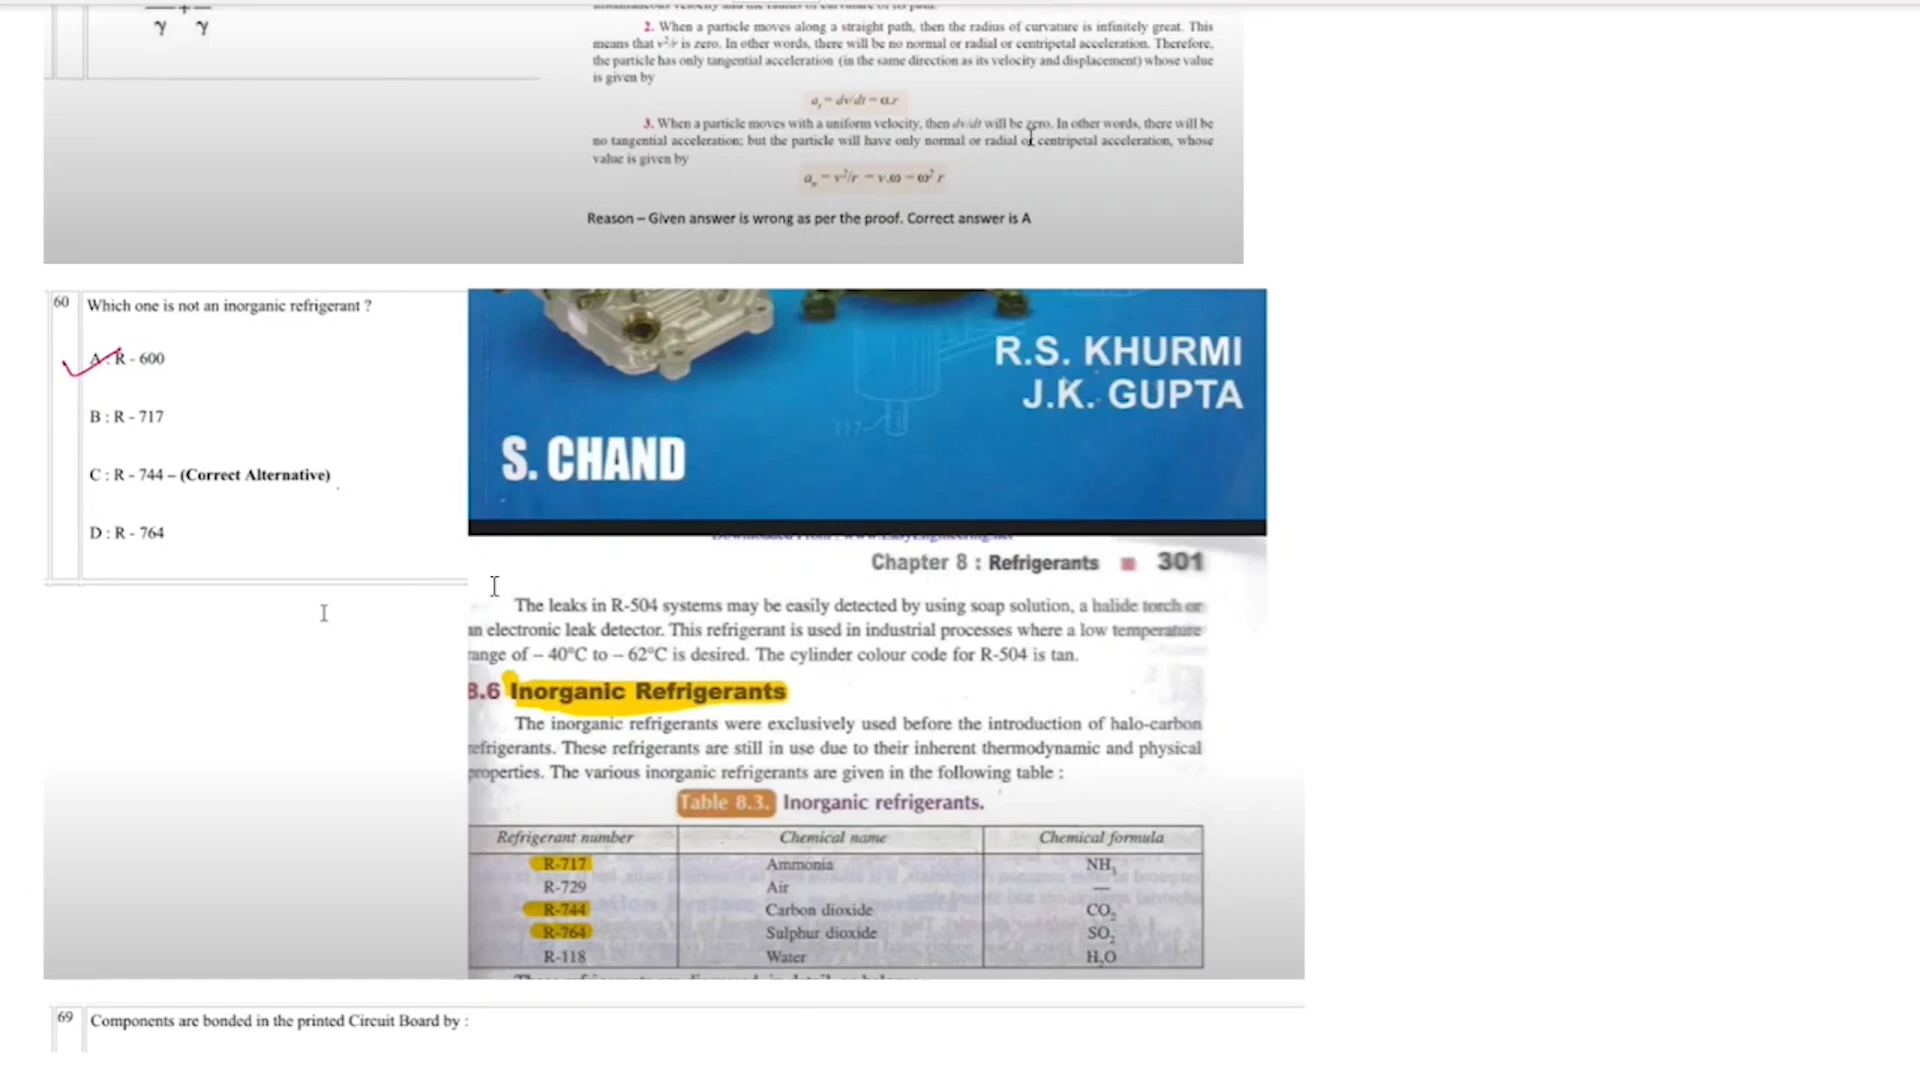 γ + γ
2. When a particle moves along a straight path, then the radius of curvature is infinitely great. This
means that v²/r is zero. In other words, there will be no normal or radial or centripetal acceleration. Therefore,
the particle has only tangential acceleration (in the same direction as its velocity and displacement) whose value
is given by
a = dv/dt = α.r
3. When a particle moves with a uniform velocity, then dv/dt will be zero. In other words, there will be
no tangential acceleration; but the particle will have only normal or radial or centripetal acceleration, whose
value is given by
aₙ = v²/r = v.ω = ω² r
Reason – Given answer is wrong as per the proof. Correct answer is A
60 Which one is not an inorganic refrigerant ?
A : R - 600
B : R - 717
C : R - 744 – (Correct Alternative)
D : R - 764
R.S. KHURMI
J.K. GUPTA
S. CHAND
Chapter 8 : Refrigerants ■ 301
The leaks in R-504 systems may be easily detected by using soap solution, a halide torch or
an electronic leak detector. This refrigerant is used in industrial processes where a low temperature
range of – 40°C to – 62°C is desired. The cylinder colour code for R-504 is tan.
8.6 Inorganic Refrigerants
The inorganic refrigerants were exclusively used before the introduction of halo-carbon
refrigerants. These refrigerants are still in use due to their inherent thermodynamic and physical
properties. The various inorganic refrigerants are given in the following table :
Table 8.3. Inorganic refrigerants.
Refrigerant number Chemical name Chemical formula
R-717 Ammonia NH₃
R-729 Air —
R-744 Carbon dioxide CO₂
R-764 Sulphur dioxide SO₂
R-118 Water H₂O
69 Components are bonded in the printed Circuit Board by :